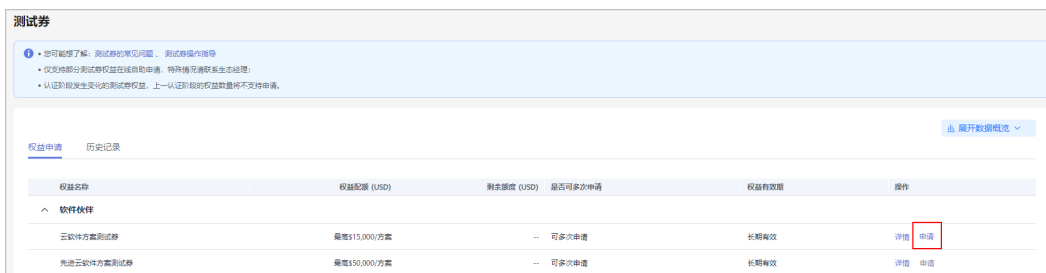 测试券
• 您可能想了解：测试券的常见问题 、 测试券操作指导
• 仅支持部分测试券权益在线自助申请，特殊情况请联系生态经理；
• 认证阶段发生变化的测试券权益，上一认证阶段的权益数量将不支持申请。
展开数据概览
权益申请 历史记录
权益名称 权益配额 (USD) 剩余额度 (USD) 是否可多次申请 权益有效期 操作
软件伙伴
云软件方案测试券 最高$15,000/方案 -- 可多次申请 长期有效 详情 申请
先进云软件方案测试券 最高$50,000/方案 -- 可多次申请 长期有效 详情 申请